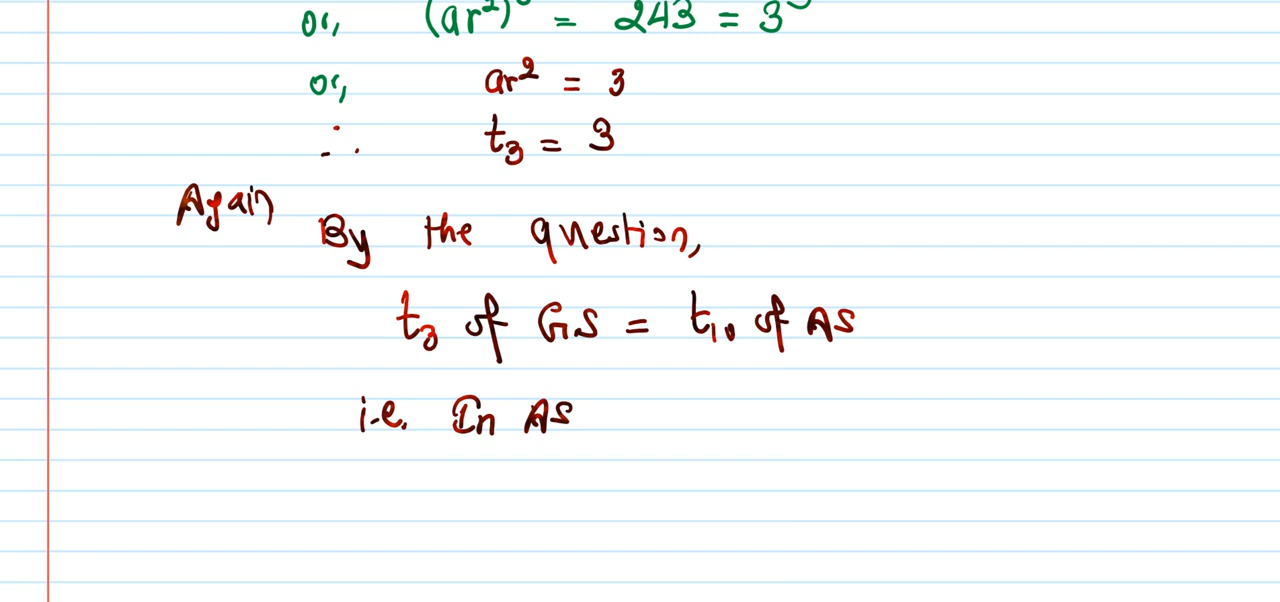 or, (ar²)⁵ = 243 = 3⁵
or, ar² = 3
∴ t₃ = 3
Again
By the question,
t₃ of GS = t₁₀ of AS
i.e. In AS